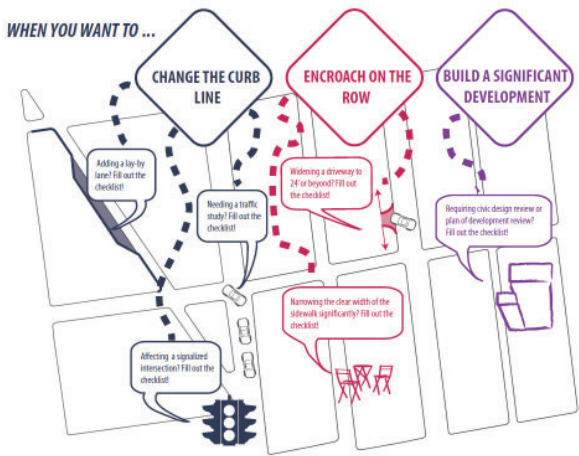 WHEN YOU WANT TO ...
CHANGE THE CURB
LINE
ENCROACH ON THE
ROW
BUILD A SIGNIFICANT
DEVELOPMENT
Adding a lay-by
lane? Fill out the
checklist!
Needing a traffic
study? Fill out the
checklist!
Widening a driveway to
24' or beyond? Fill out
the checklist!
Requiring civic design review or
plan of development review?
Fill out the checklist!
Narrowing the clear width of the
sidewalk significantly? Fill out the
checklist!
Affecting a signalized
intersection? Fill out the
checklist!